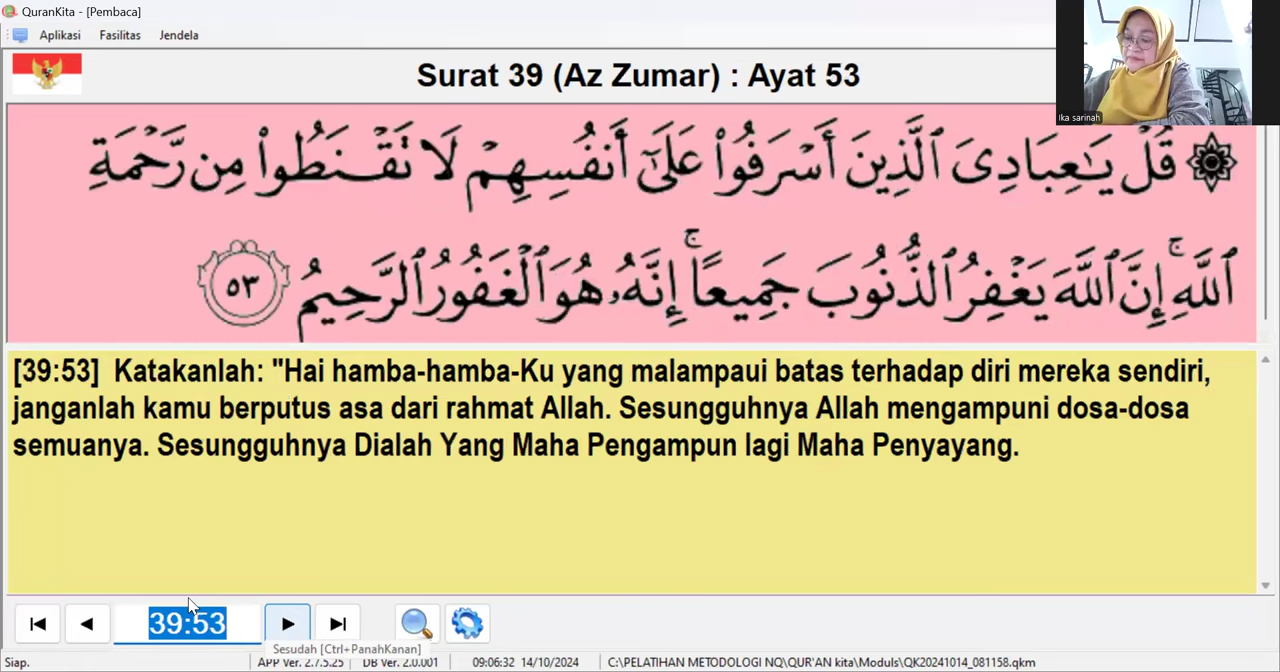 QuranKita - [Pembaca]
Aplikasi Fasilitas Jendela
Surat 39 (Az Zumar) : Ayat 53
Ika sarinah
۞ قُلْ يَـٰعِبَادِىَ ٱلَّذِينَ أَسْرَفُوا۟ عَلَىٰٓ أَنفُسِهِمْ لَا تَقْنَطُوا۟ مِن رَّحْمَةِ
ٱللَّهِ ۚ إِنَّ ٱللَّهَ يَغْفِرُ ٱلذُّنُوبَ جَمِيعًا ۚ إِنَّهُۥ هُوَ ٱلْغَفُورُ ٱلرَّحِيمُ ٥٣
[39:53] Katakanlah: "Hai hamba-hamba-Ku yang malampaui batas terhadap diri mereka sendiri,
janganlah kamu berputus asa dari rahmat Allah. Sesungguhnya Allah mengampuni dosa-dosa
semuanya. Sesungguhnya Dialah Yang Maha Pengampun lagi Maha Penyayang.
39:53
Sesudah [Ctrl+PanahKanan]
Siap. APP Ver. 2.7.5.25 DB Ver. 2.0.001 09:06:32 14/10/2024 C:\PELATIHAN METODOLOGI NQ\QUR'AN kita\Moduls\QK20241014_081158.qkm